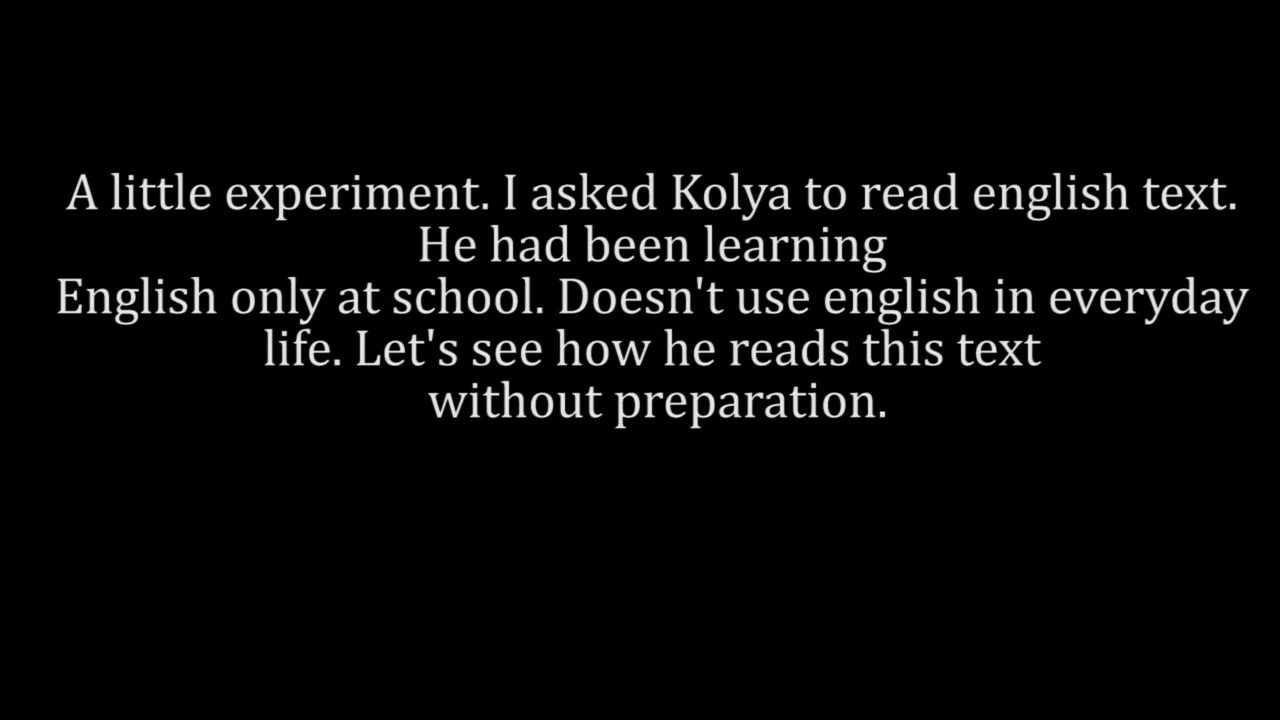 A little experiment. I asked Kolya to read english text.
He had been learning
English only at school. Doesn't use english in everyday
life. Let's see how he reads this text
without preparation.